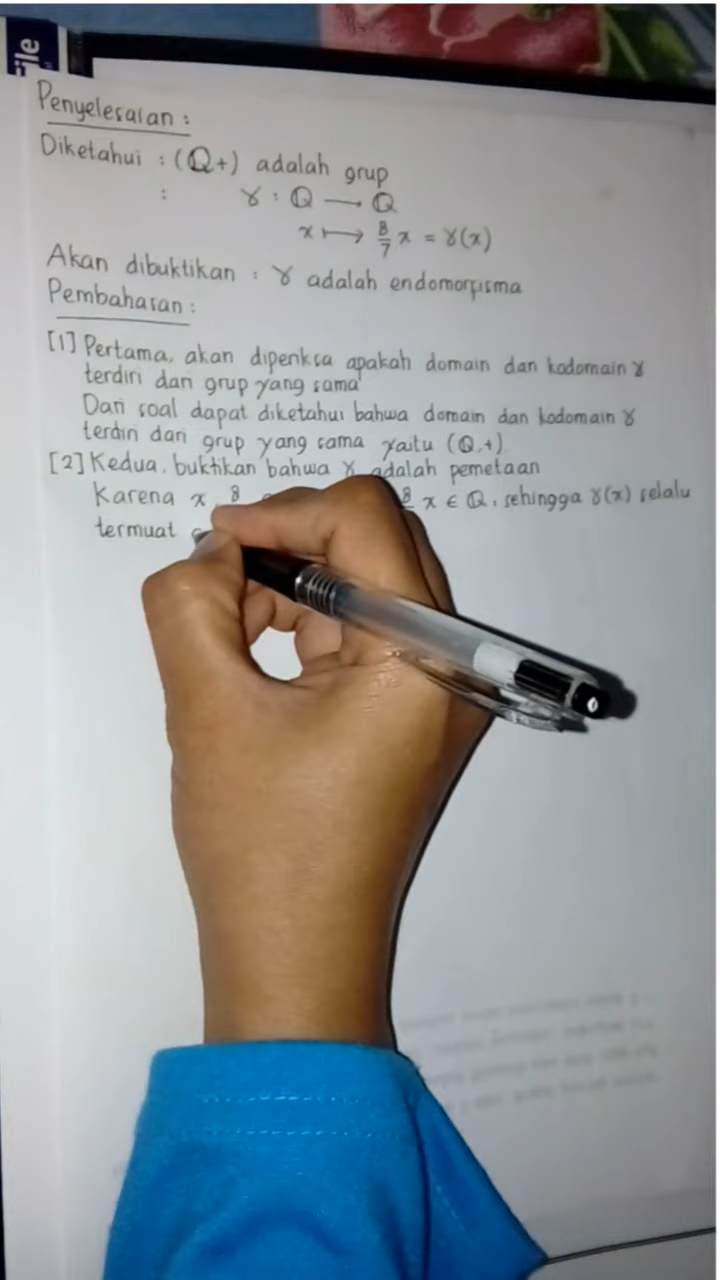 File
Penyelesaian :
Diketahui : (Q+) adalah grup
: γ : Q → Q
x ↦ 8/7 x = γ(x)
Akan dibuktikan : γ adalah endomorfisma
Pembahasan :
[1] Pertama, akan diperiksa apakah domain dan kodomain γ
terdiri dari grup yang sama
Dari soal dapat diketahui bahwa domain dan kodomain γ
terdiri dari grup yang sama yaitu (Q,+)
[2] Kedua, buktikan bahwa γ adalah pemetaan
Karena x, 8 x ∈ Q, sehingga γ(x) selalu
termuat